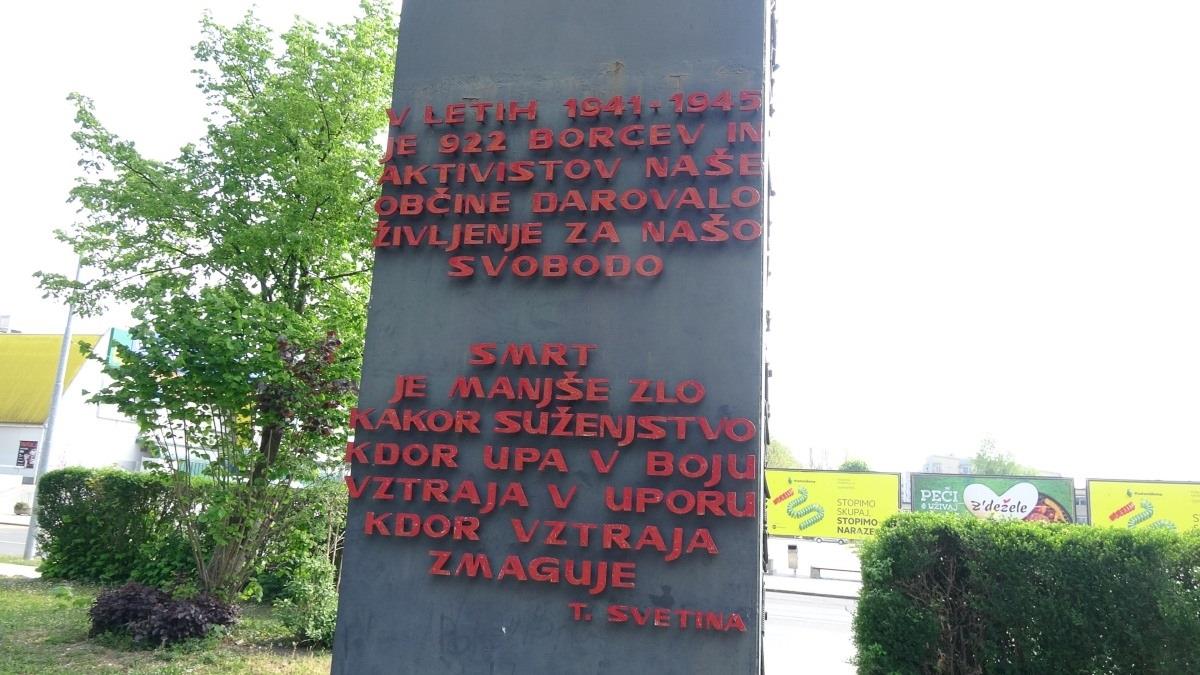 V LETIH 1941-1945
JE 922 BORCEV IN
AKTIVISTOV NAŠE
OBČINE DAROVALO
ŽIVLJENJE ZA NAŠO
SVOBODO
SMRT
JE MANJŠE ZLO
KAKOR SUŽENJSTVO
KDOR UPA V BOJU
VZTRAJA V UPORU
KDOR VZTRAJA
ZMAGUJE
T. SVETINA
STOPIMO
SKUPAJ,
STOPIMO
NARAZE
PEČI
& UŽIVAJ
z'dežele